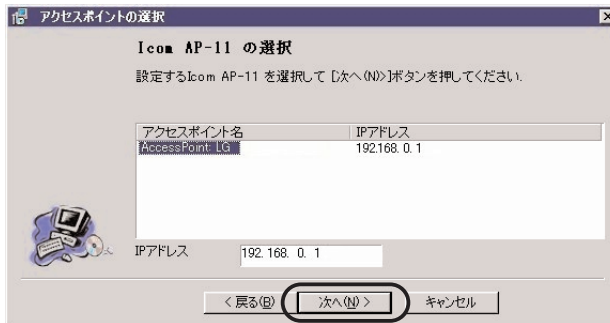 アクセスポイントの選択
Icom AP-11 の選択
設定するIcom AP-11 を選択して [次へ(N)>]ボタンを押してください.
アクセスポイント名 IPアドレス
AccessPoint LG 192.168. 0. 1
IPアドレス 192. 168. 0. 1
< 戻る(B) 次へ(N) > キャンセル